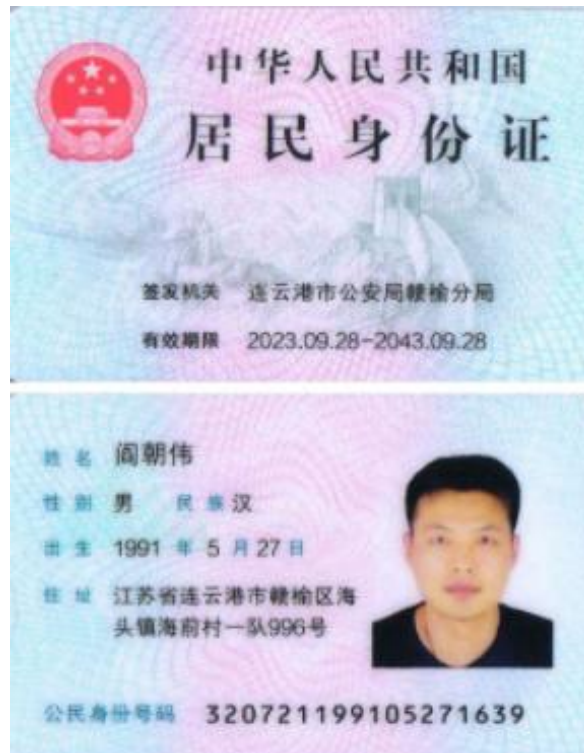 中华人民共和国
居民身份证
签发机关 连云港市公安局赣榆分局
有效期限 2023.09.28-2043.09.28
姓名 阎朝伟
性别 男 民族 汉
出生 1991 年 5 月 27 日
住址 江苏省连云港市赣榆区海
头镇海前村一队996号
公民身份号码 320721199105271639